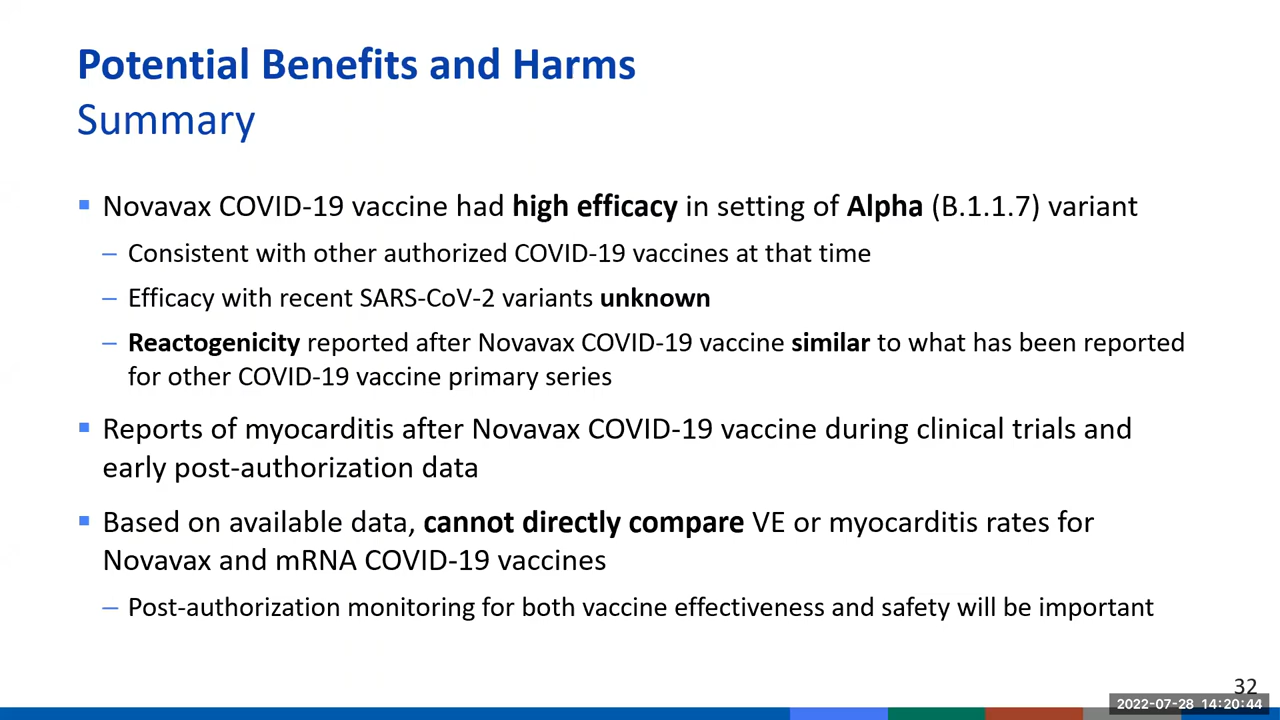 Potential Benefits and Harms
Summary
▪ Novavax COVID-19 vaccine had high efficacy in setting of Alpha (B.1.1.7) variant
– Consistent with other authorized COVID-19 vaccines at that time
– Efficacy with recent SARS-CoV-2 variants unknown
– Reactogenicity reported after Novavax COVID-19 vaccine similar to what has been reported
for other COVID-19 vaccine primary series
▪ Reports of myocarditis after Novavax COVID-19 vaccine during clinical trials and
early post-authorization data
▪ Based on available data, cannot directly compare VE or myocarditis rates for
Novavax and mRNA COVID-19 vaccines
– Post-authorization monitoring for both vaccine effectiveness and safety will be important
32
2022-07-28 14:20:44